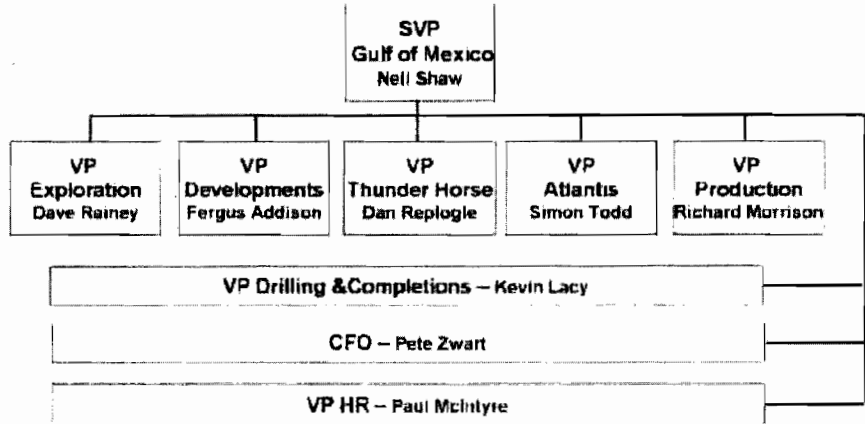 SVP
Gulf of Mexico
Neil Shaw
VP
Exploration
Dave Rainey
VP
Developments
Fergus Addison
VP
Thunder Horse
Dan Replogle
VP
Atlantis
Simon Todd
VP
Production
Richard Morrison
VP Drilling &Completions – Kevin Lacy
CFO – Pete Zwart
VP HR – Paul McIntyre